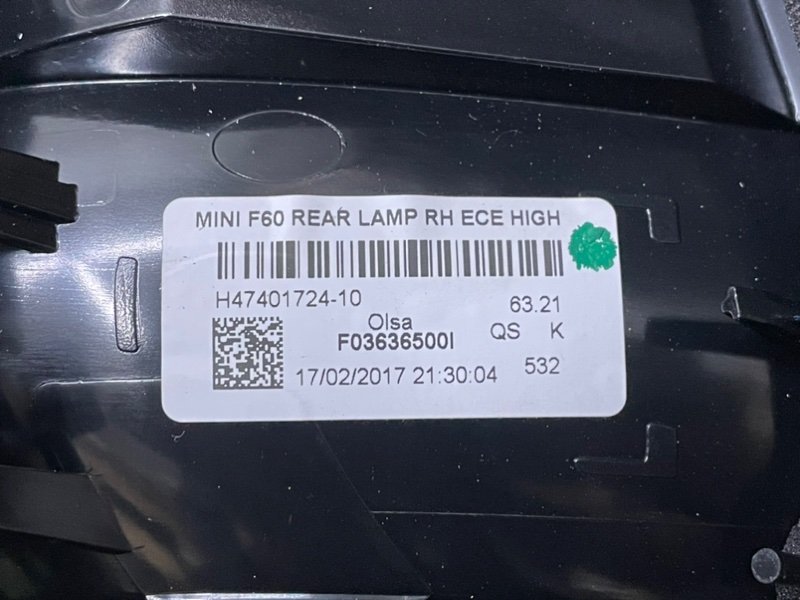 MINI F60 REAR LAMP RH ECE HIGH
H47401724-10
63.21
Olsa
QS K
F03636500I
17/02/2017 21:30:04
532